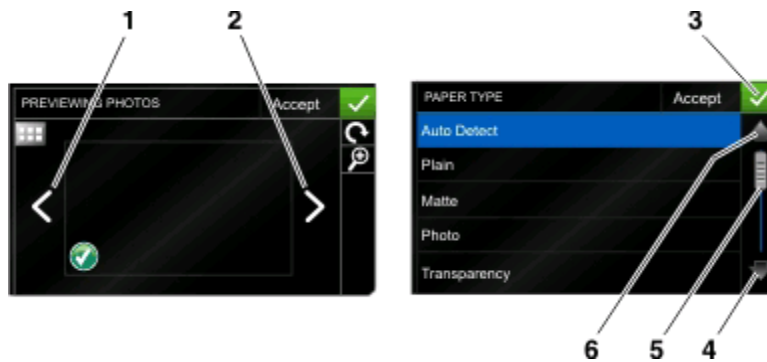 1 2 3
PREVIEWING PHOTOS Accept
PAPER TYPE Accept
Auto Detect
Plain
Matte
Photo
Transparency
6 5 4